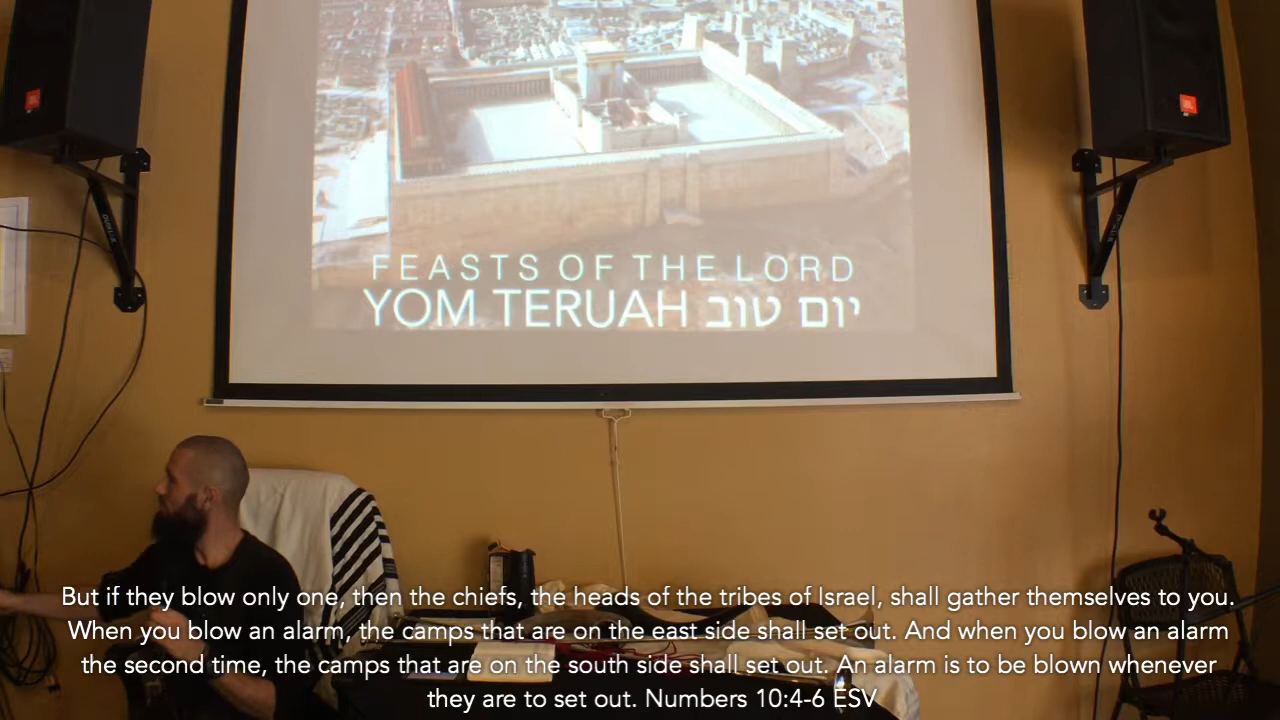 FEASTS OF THE LORD
YOM TERUAH יום טוב
But if they blow only one, then the chiefs, the heads of the tribes of Israel, shall gather themselves to you.
When you blow an alarm, the camps that are on the east side shall set out. And when you blow an alarm
the second time, the camps that are on the south side shall set out. An alarm is to be blown whenever
they are to set out. Numbers 10:4-6 ESV